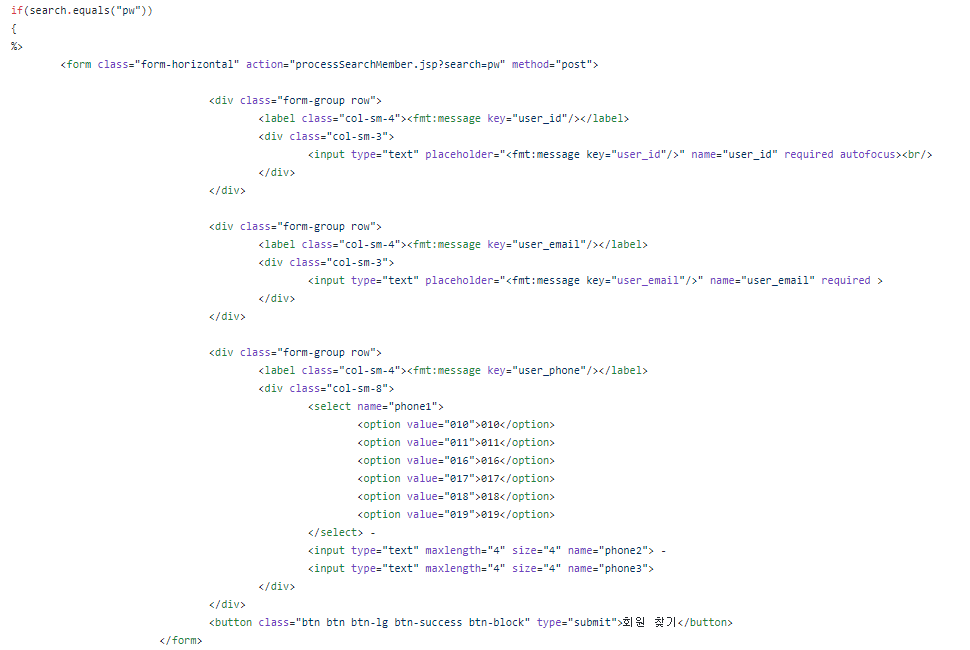 if(search.equals("pw"))
{
%>
<form class="form-horizontal" action="processSearchMember.jsp?search=pw" method="post">
<div class="form-group row">
<label class="col-sm-4"><fmt:message key="user_id"/></label>
<div class="col-sm-3">
<input type="text" placeholder="<fmt:message key="user_id"/>" name="user_id" required autofocus><br/>
</div>
</div>
<div class="form-group row">
<label class="col-sm-4"><fmt:message key="user_email"/></label>
<div class="col-sm-3">
<input type="text" placeholder="<fmt:message key="user_email"/>" name="user_email" required >
</div>
</div>
<div class="form-group row">
<label class="col-sm-4"><fmt:message key="user_phone"/></label>
<div class="col-sm-8">
<select name="phone1">
<option value="010">010</option>
<option value="011">011</option>
<option value="016">016</option>
<option value="017">017</option>
<option value="018">018</option>
<option value="019">019</option>
</select> -
<input type="text" maxlength="4" size="4" name="phone2"> -
<input type="text" maxlength="4" size="4" name="phone3">
</div>
</div>
<button class="btn btn btn-lg btn-success btn-block" type="submit">회원 찾기</button>
</form>